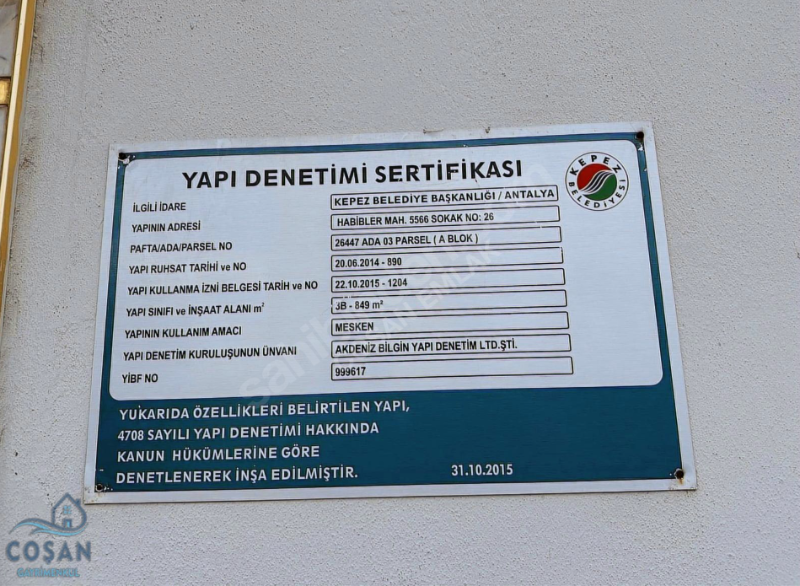 YAPI DENETİMİ SERTİFİKASI
KEPEZ BELEDİYESİ
İLGİLİ İDARE KEPEZ BELEDİYE BAŞKANLIĞI / ANTALYA
YAPININ ADRESİ HABİBLER MAH. 5566 SOKAK NO: 26
PAFTA/ADA/PARSEL NO 26447 ADA 03 PARSEL ( A BLOK )
YAPI RUHSAT TARİHİ ve NO 20.06.2014 - 890
YAPI KULLANMA İZNİ BELGESİ TARİH ve NO 22.10.2015 - 1204
YAPI SINIFI ve İNŞAAT ALANI m² 3B - 849 m²
YAPININ KULLANIM AMACI MESKEN
YAPI DENETİM KURULUŞUNUN ÜNVANI AKDENİZ BİLGİN YAPI DENETİM LTD.ŞTİ.
YİBF NO 999617
YUKARIDA ÖZELLİKLERİ BELİRTİLEN YAPI,
4708 SAYILI YAPI DENETİMİ HAKKINDA
KANUN HÜKÜMLERİNE GÖRE
DENETLENEREK İNŞA EDİLMİŞTİR. 31.10.2015
COŞAN
GAYRİMENKUL